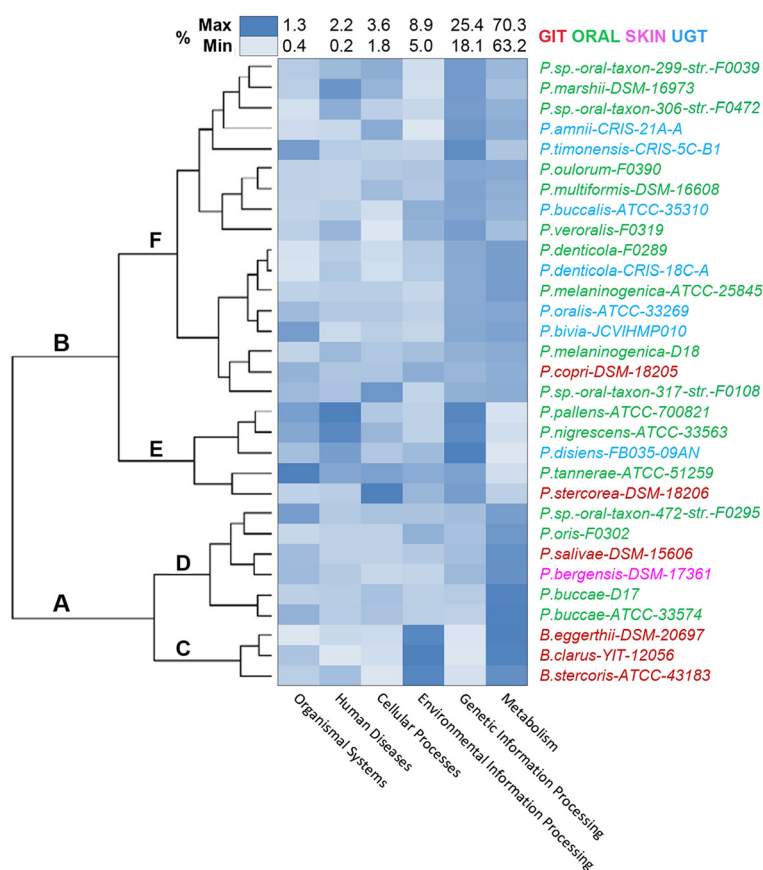 Max 1.3 2.2 3.6 8.9 25.4 70.3
%
Min 0.4 0.2 1.8 5.0 18.1 63.2
GIT ORAL SKIN UGT
P.sp.-oral-taxon-299-str.-F0039
P.marshii-DSM-16973
P.sp.-oral-taxon-306-str.-F0472
P.amnii-CRIS-21A-A
P.timonensis-CRIS-5C-B1
P.oulorum-F0390
P.multiformis-DSM-16608
P.buccalis-ATCC-35310
P.veroralis-F0319
F
P.denticola-F0289
P.denticola-CRIS-18C-A
P.melaninogenica-ATCC-25845
P.oralis-ATCC-33269
P.bivia-JCVIHMP010
B
P.melaninogenica-D18
P.copri-DSM-18205
P.sp.-oral-taxon-317-str.-F0108
P.pallens-ATCC-700821
P.nigrescens-ATCC-33563
E
P.disiens-FB035-09AN
P.tannerae-ATCC-51259
P.stercorea-DSM-18206
P.sp.-oral-taxon-472-str.-F0295
P.oris-F0302
P.salivae-DSM-15606
D
P.bergensis-DSM-17361
P.buccae-D17
A
P.buccae-ATCC-33574
B.eggerthii-DSM-20697
C
B.clarus-YIT-12056
B.stercoris-ATCC-43183
Organismal Systems
Human Diseases
Cellular Processes
Environmental Information Processing
Genetic Information Processing
Metabolism